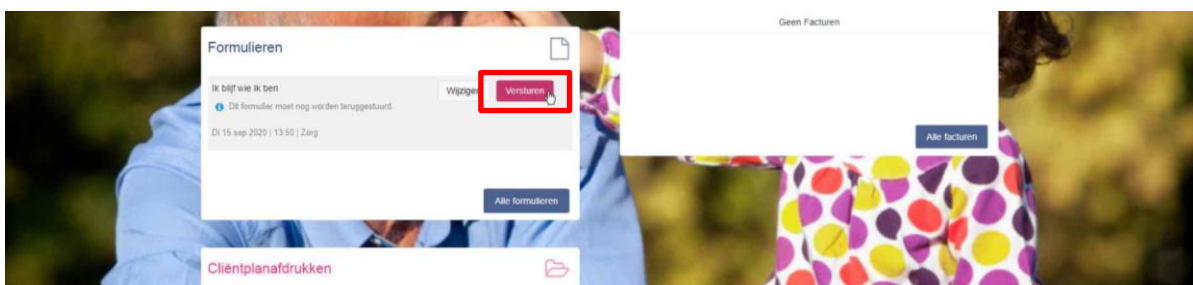 Geen Facturen
Formulieren
Ik blijf wie ik ben
Wijzigen
Versturen
Dit formulier moet nog worden teruggestuurd.
Di 15 sep 2020 | 13:50 | Zorg
Alle facturen
Alle formulieren
Cliëntplanafdrukken